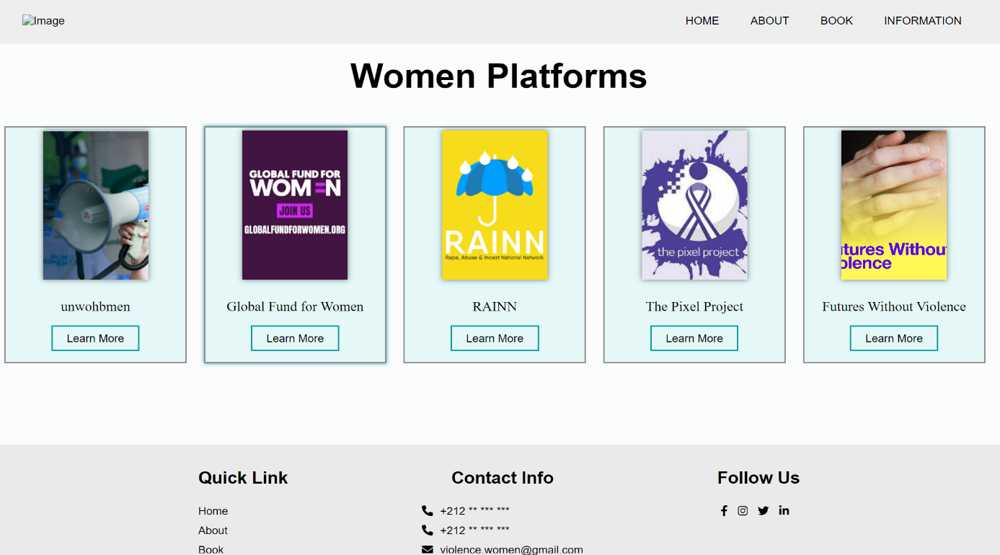 Image
HOME ABOUT BOOK INFORMATION
Women Platforms
GLOBAL FUND FOR
WOMEN
JOIN US
GLOBALFUNDFORWOMEN.ORG
RAINN
Rape, Abuse & Incest National Network
the pixel project
utures Withou
olence
unwohbmen
Global Fund for Women
RAINN
The Pixel Project
Futures Without Violence
Learn More
Learn More
Learn More
Learn More
Learn More
Quick Link
Home
About
Book
Contact Info
+212 ** *** ***
+212 ** *** ***
violence.women@gmail.com
Follow Us